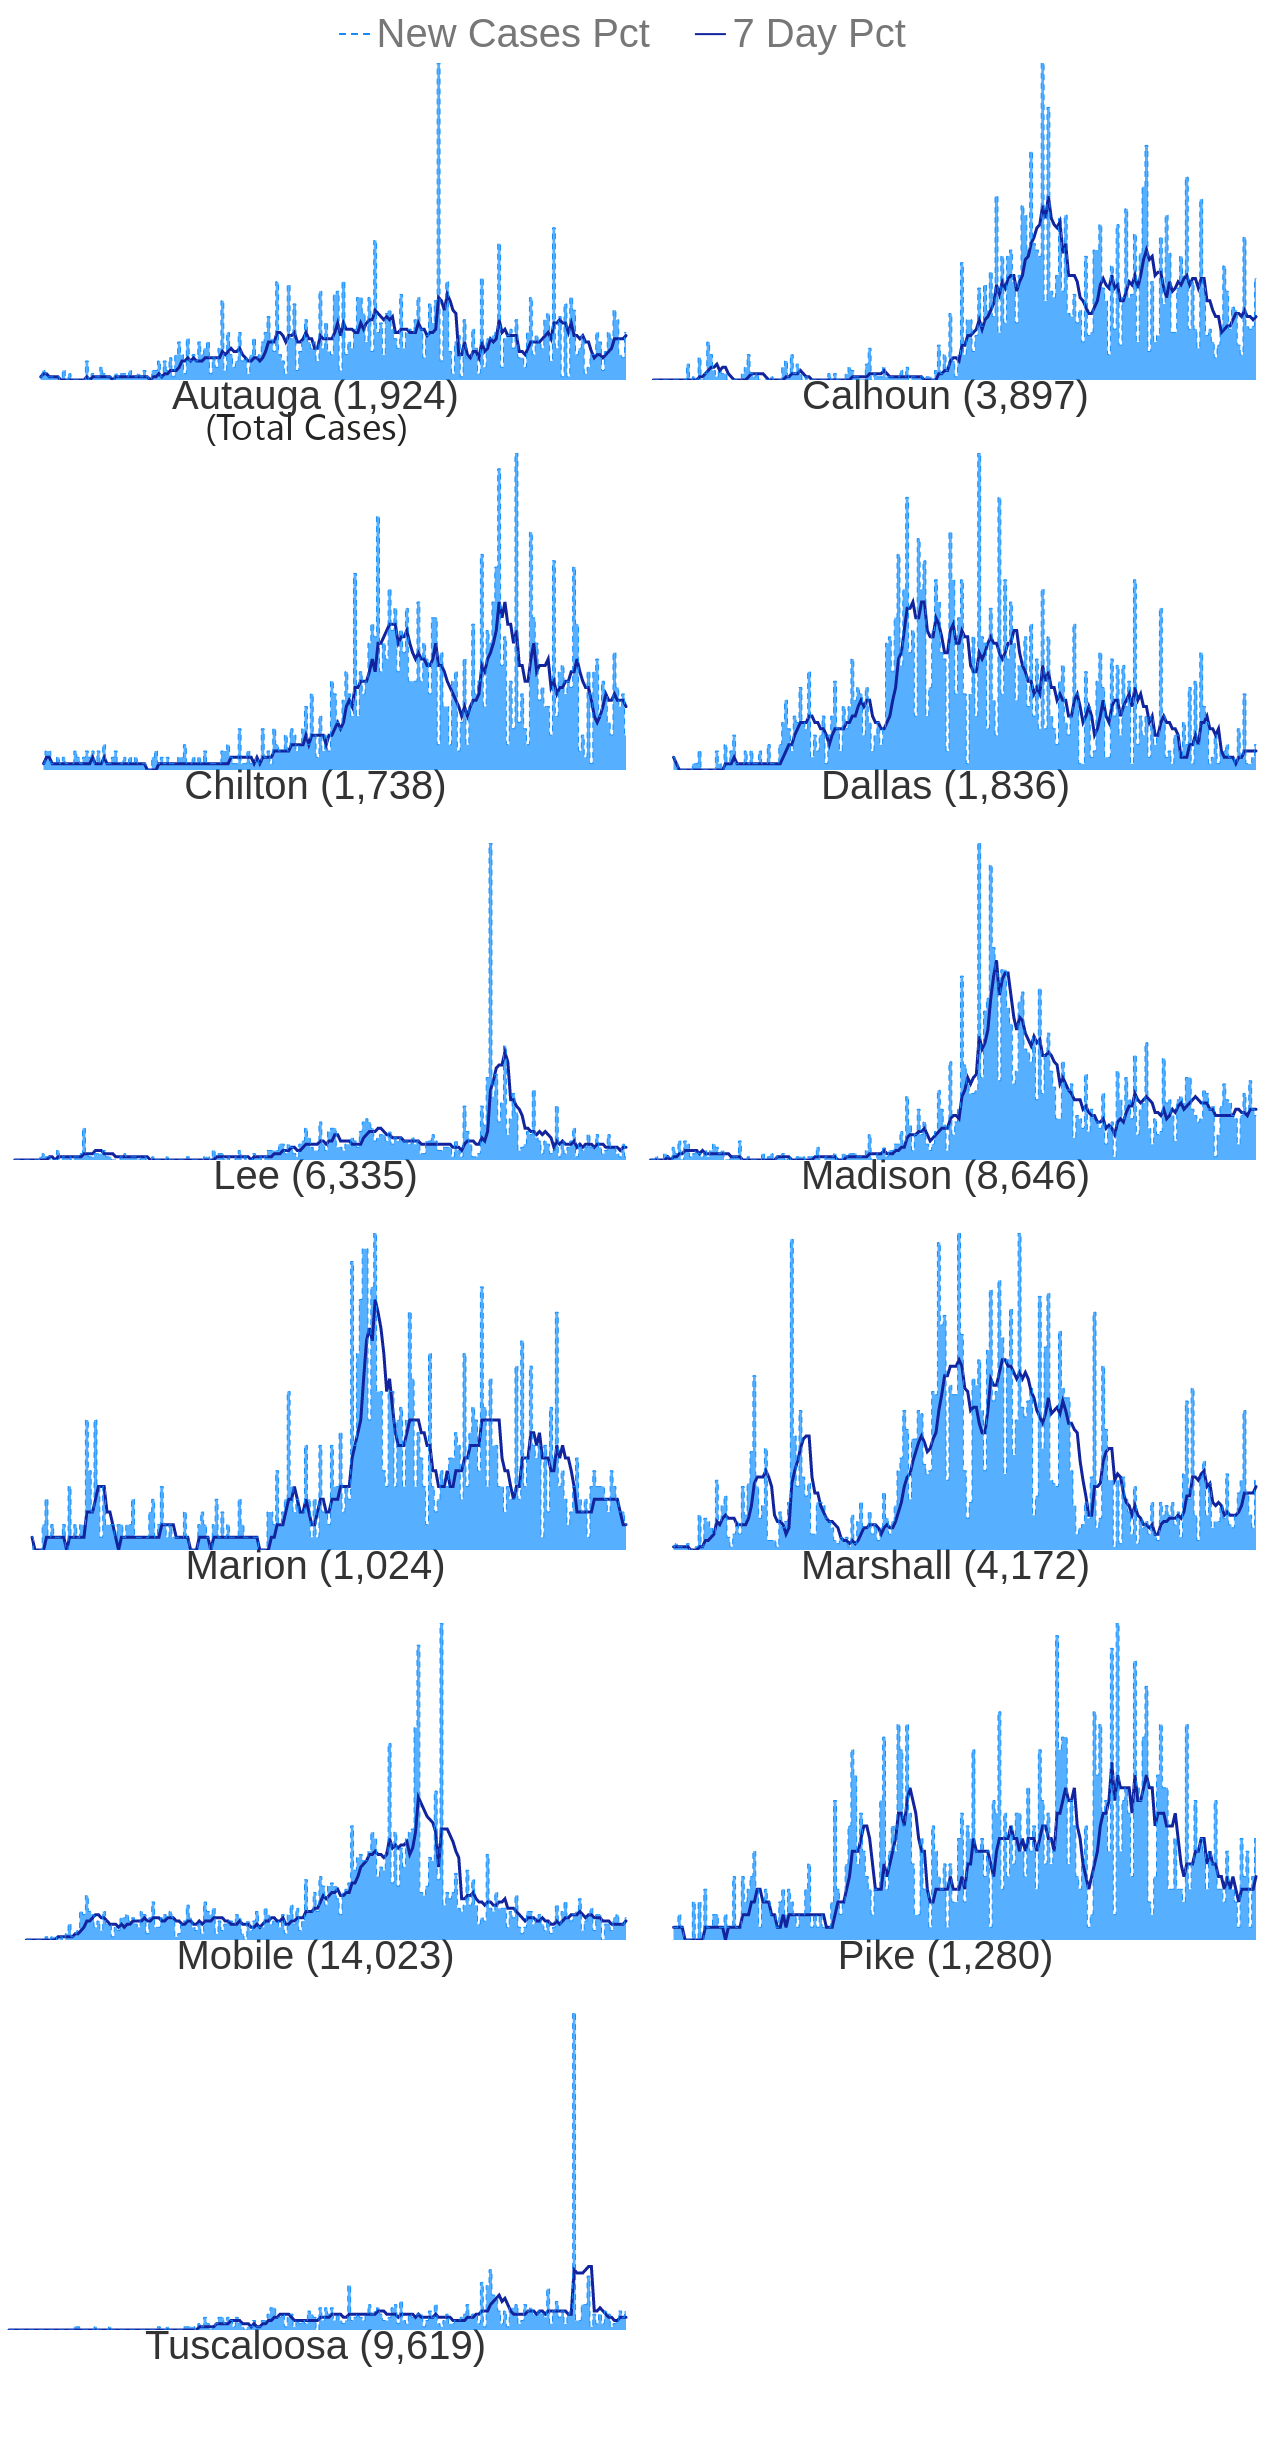 New Cases Pct 7 Day Pct
Autauga (1,924) Calhoun (3,897)
(Total Cases)
Chilton (1,738) Dallas (1,836)
Lee (6,335) Madison (8,646)
Marion (1,024) Marshall (4,172)
Mobile (14,023) Pike (1,280)
Tuscaloosa (9,619)